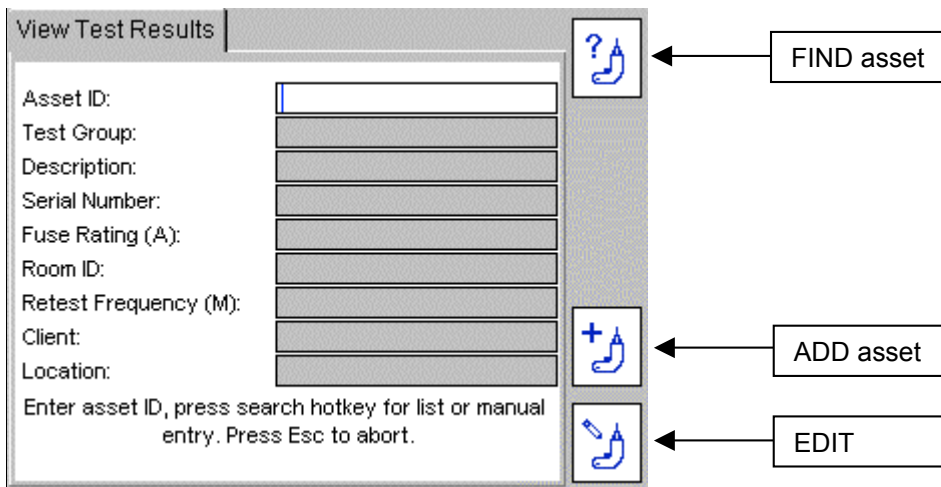 View Test Results
?
FIND asset
Asset ID:
Test Group:
Description:
Serial Number:
Fuse Rating (A):
Room ID:
Retest Frequency (M):
Client:
Location:
+
ADD asset
Enter asset ID, press search hotkey for list or manual
entry. Press Esc to abort.
EDIT